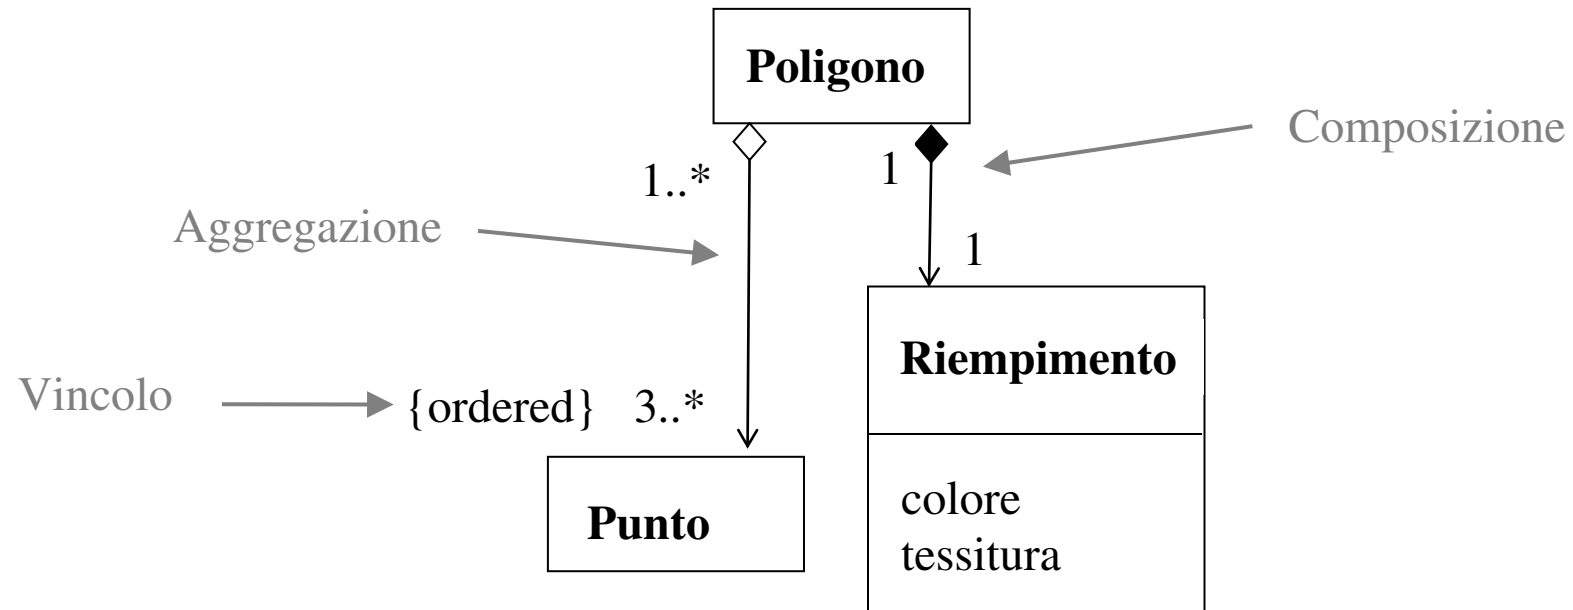 Poligono
Composizione
1..*
1
Aggregazione
1
Riempimento
Vincolo
{ordered} 3..*
colore
Punto
tessitura